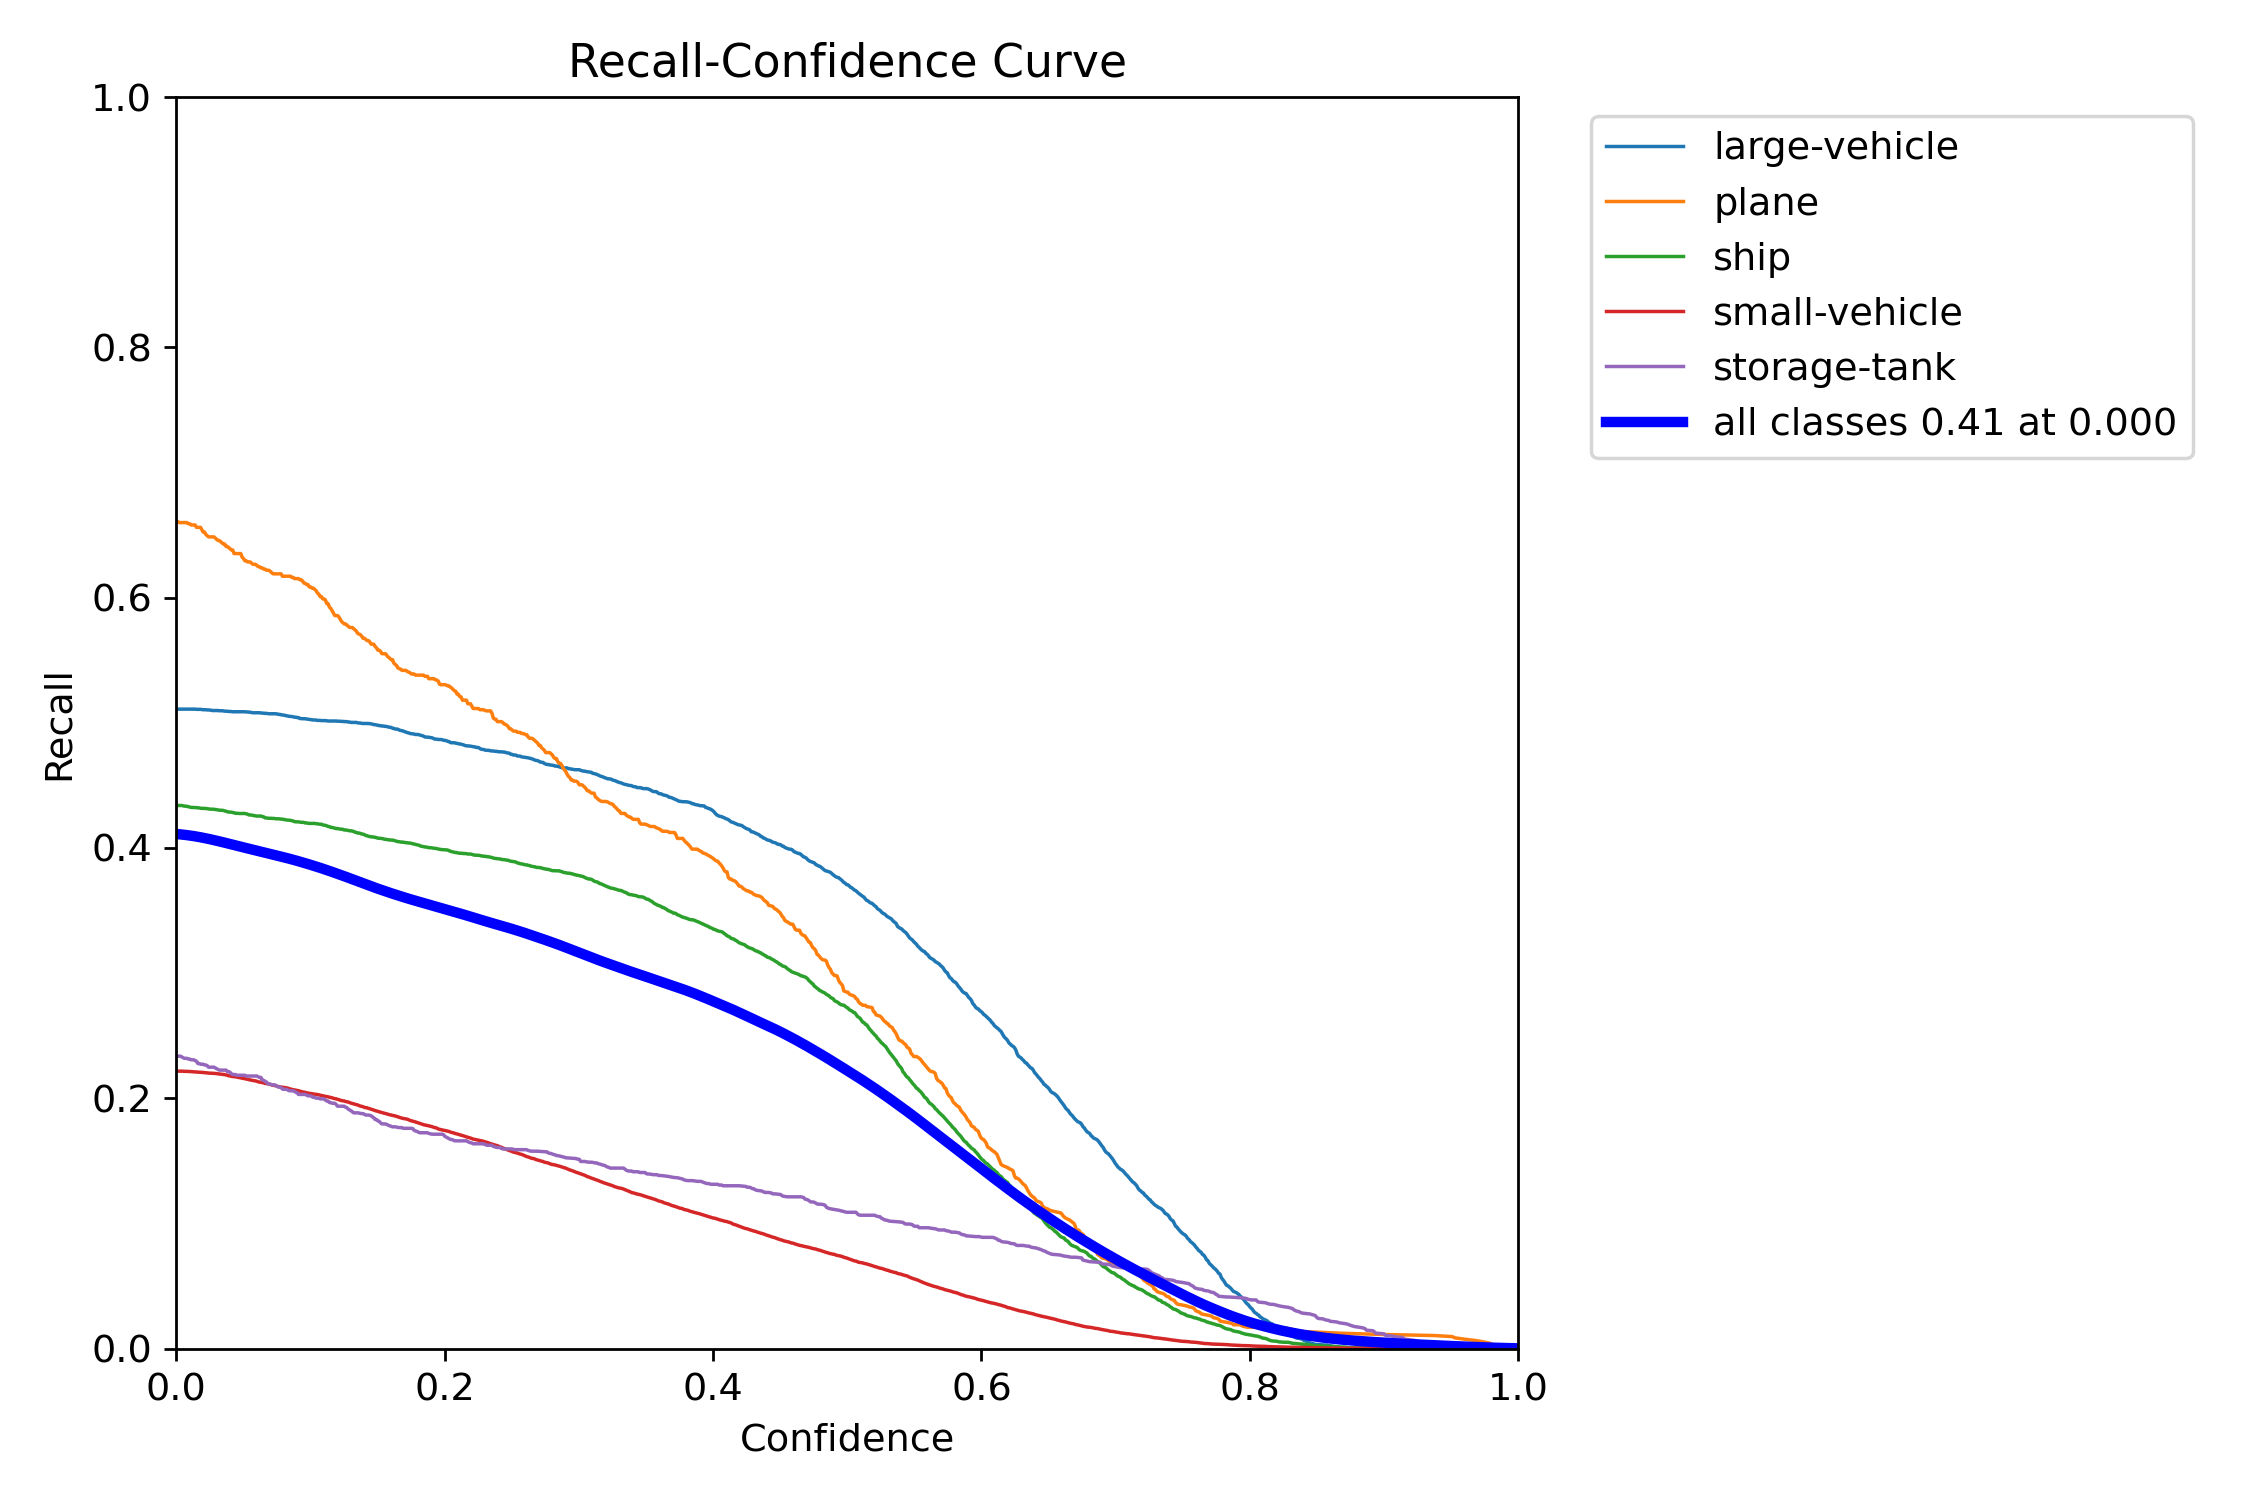 Recall-Confidence Curve
1.0
0.8
0.6
0.4
0.2
0.0
Recall
0.0 0.2 0.4 0.6 0.8 1.0
Confidence
large-vehicle
plane
ship
small-vehicle
storage-tank
all classes 0.41 at 0.000